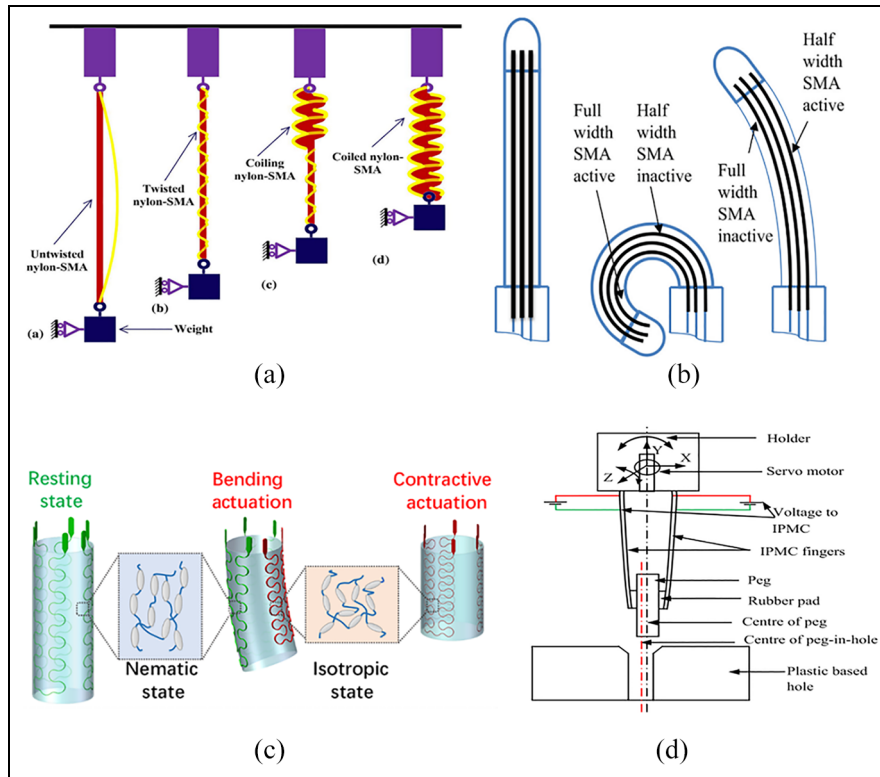 Untwisted
nylon-SMA
(a)
Weight
Twisted
nylon-SMA
(b)
Coiling
nylon-SMA
(c)
Coiled nylon-
SMA
(d)
(a)
Full
width
SMA
active
Half
width
SMA
inactive
Full
width
SMA
inactive
Half
width
SMA
active
(b)
Resting
state
Bending
actuation
Contractive
actuation
Nematic
state
Isotropic
state
(c)
Y
X
Z
Holder
Servo motor
Voltage to
IPMC
IPMC fingers
Peg
Rubber pad
Centre of peg
Centre of peg-in-hole
Plastic based
hole
(d)